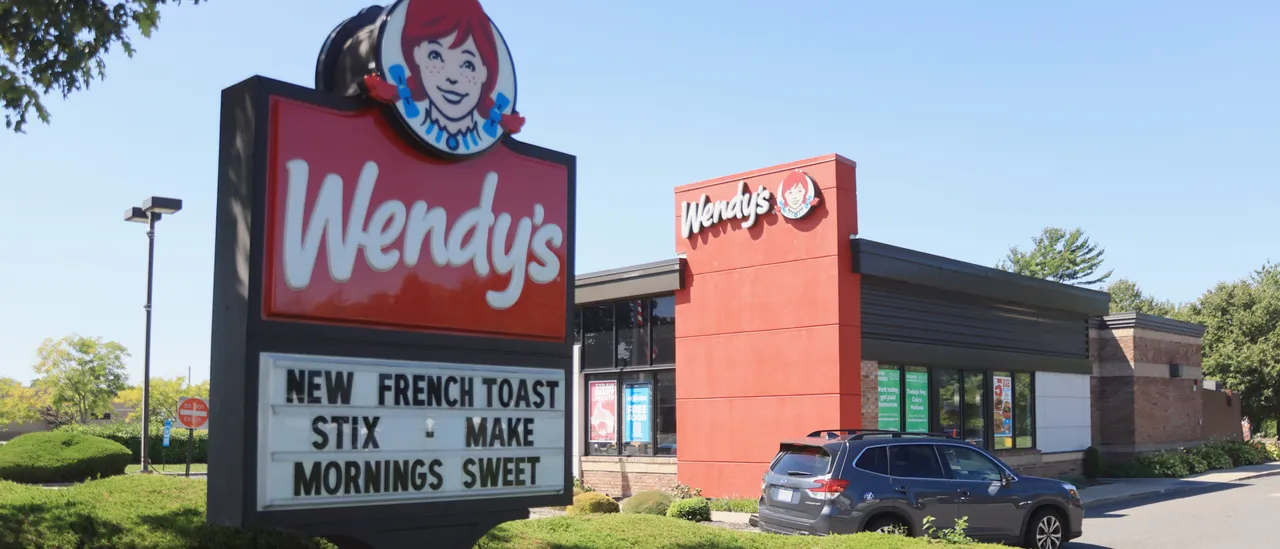 Wendy's
NEW FRENCH TOAST
STIX - MAKE
MORNINGS SWEET
Wendy's